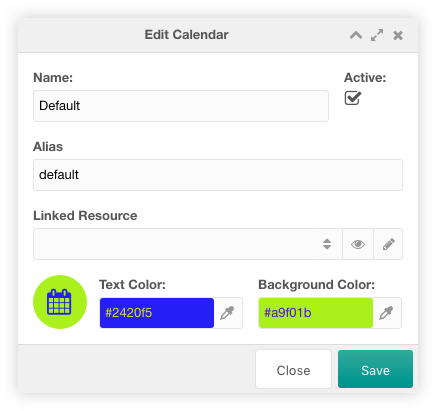 Edit Calendar
Name:
Active:
Default
Alias
default
Linked Resource
Text Color:
Background Color:
#2420f5
#a9f01b
Close
Save